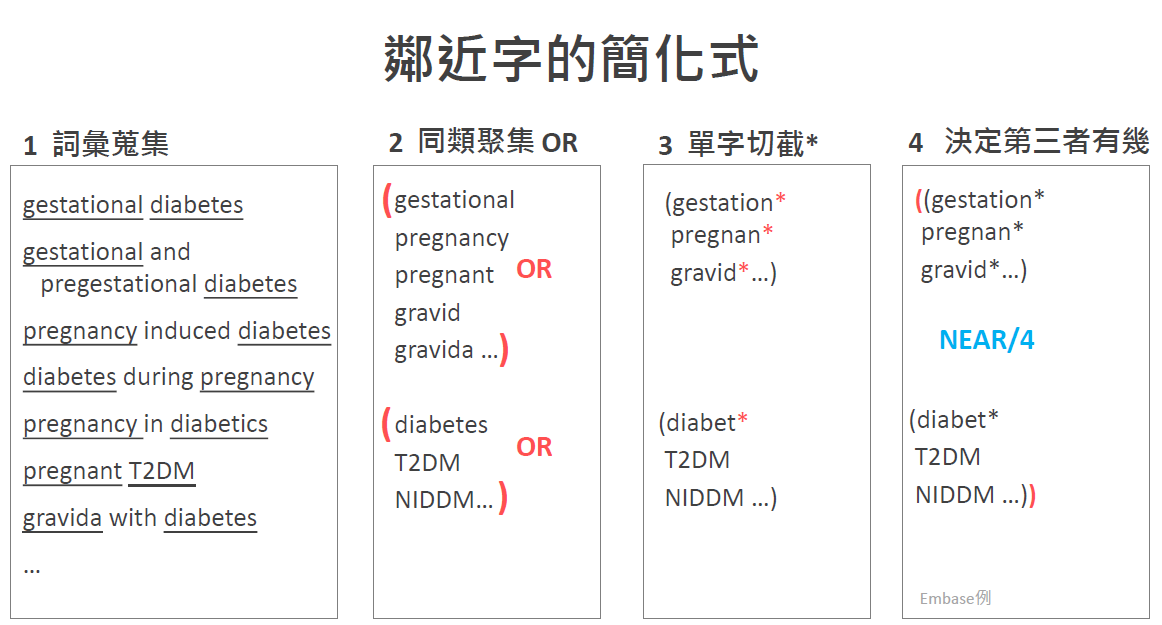 鄰近字的簡化式
1 詞彙蒐集
gestational diabetes
gestational and
pregestational diabetes
pregnancy induced diabetes
diabetes during pregnancy
pregnancy in diabetics
pregnant T2DM
gravida with diabetes
...
2 同類聚集 OR
(gestational
pregnancy
pregnant OR
gravid
gravida ...)
(diabetes
OR
T2DM
NIDDM...)
3 單字切截*
(gestation*
pregnan*
gravid*...)
(diabet*
T2DM
NIDDM ...)
4 決定第三者有幾
((gestation*
pregnan*
gravid*...)
NEAR/4
(diabet*
T2DM
NIDDM ...))
Embase例